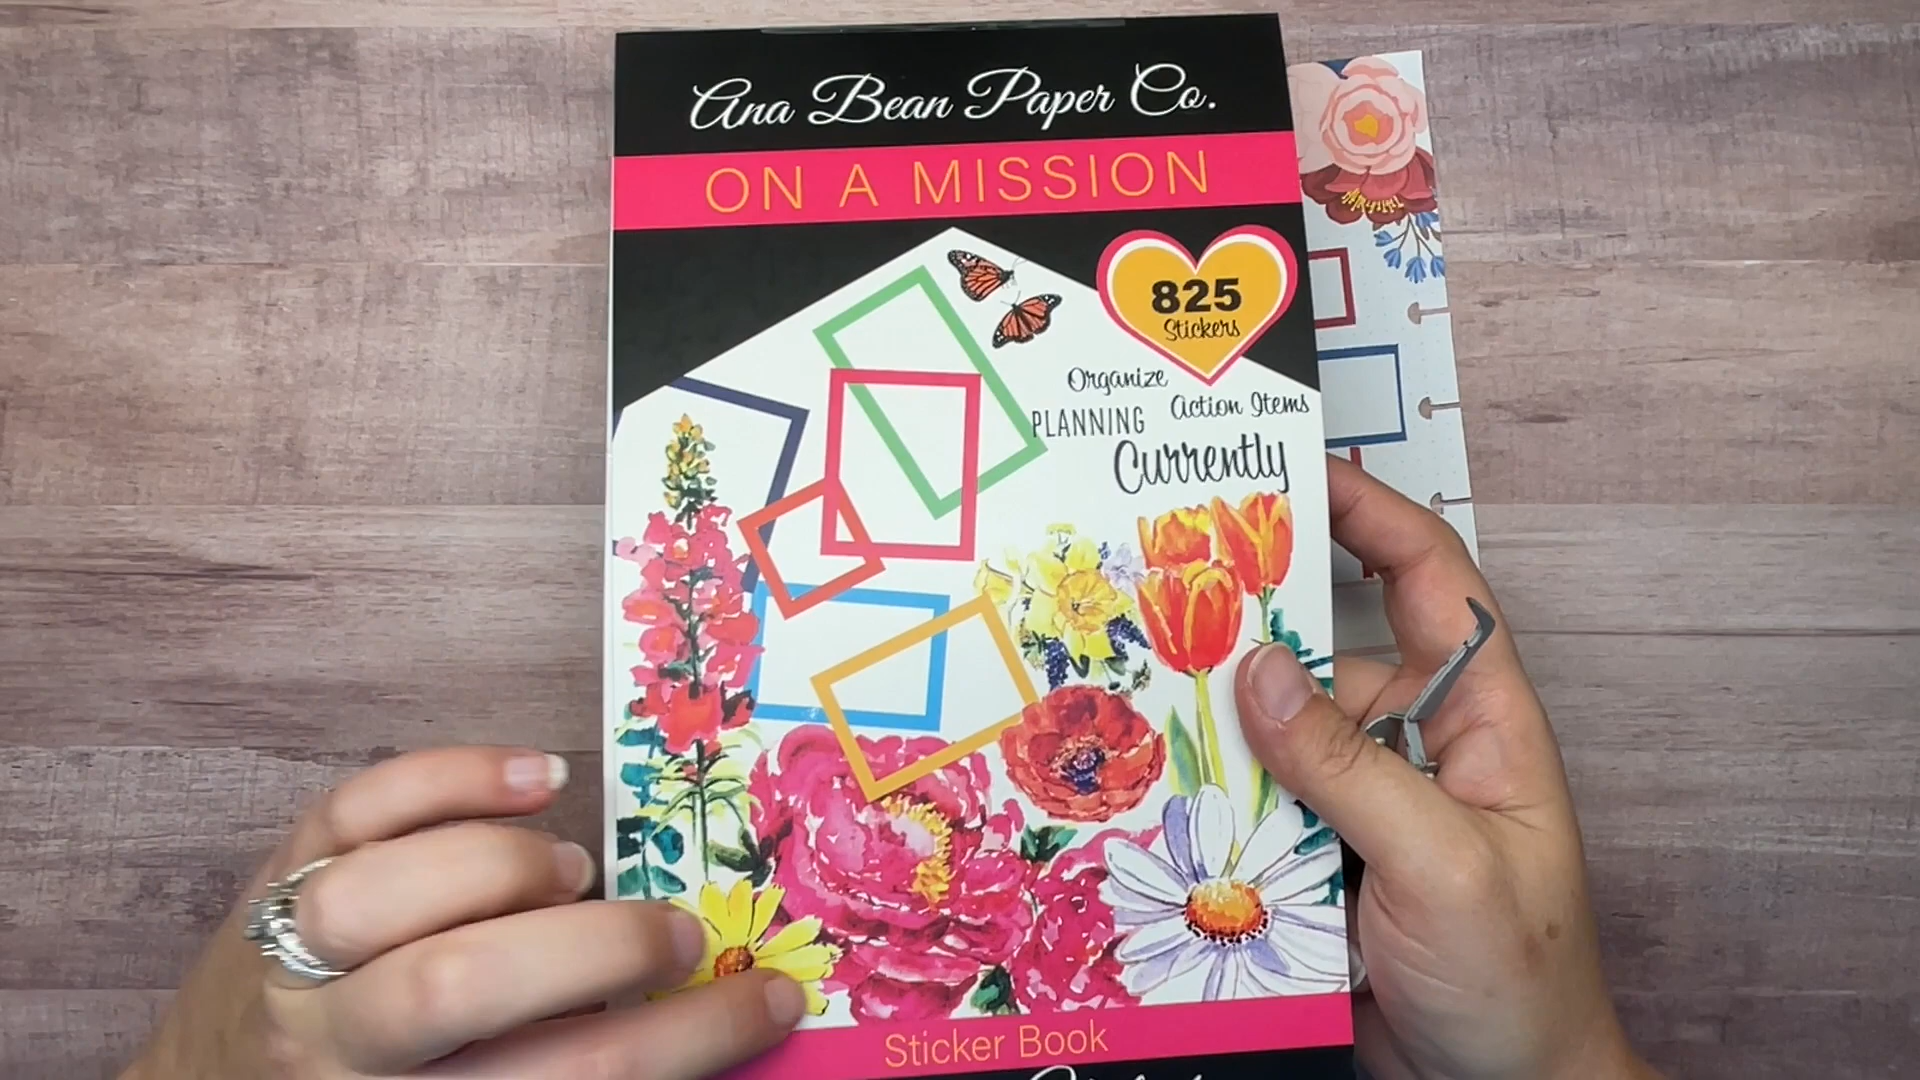 Ana Bean Paper Co.
ON A MISSION
825
Stickers
Organize
PLANNING
Action Items
Currently
Sticker Book